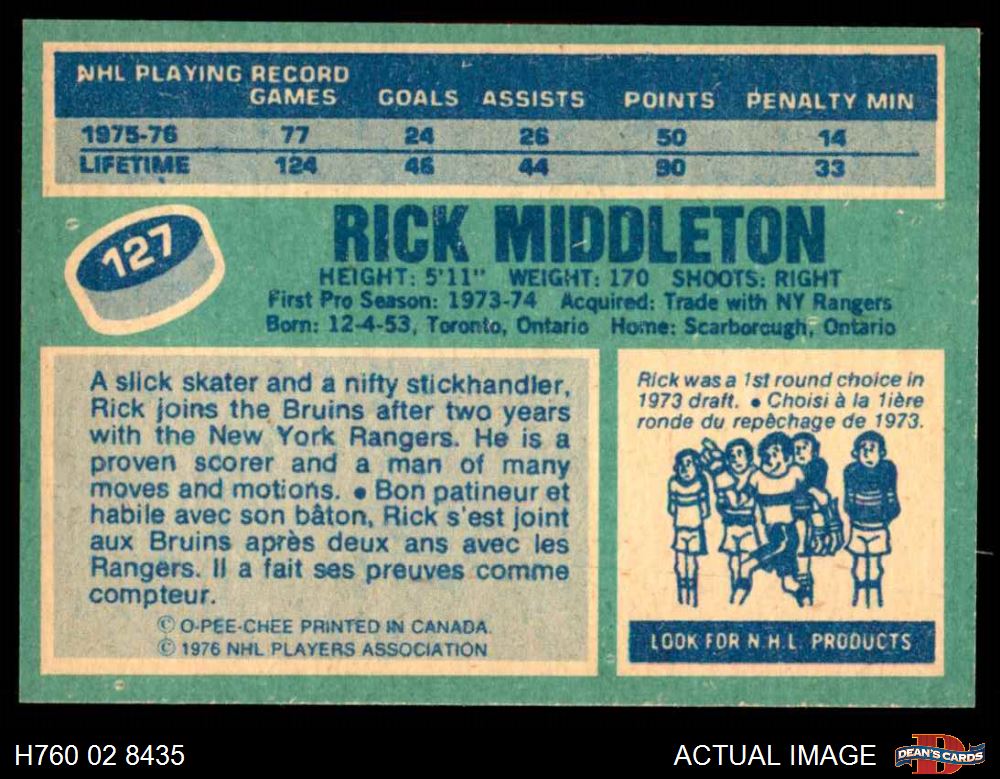 NHL PLAYING RECORD
GAMES GOALS ASSISTS POINTS PENALTY MIN
1975-76 77 24 26 50 14
LIFETIME 124 46 44 90 33
127
RICK MIDDLETON
HEIGHT: 5'11" WEIGHT: 170 SHOOTS: RIGHT
First Pro Season: 1973-74 Acquired: Trade with NY Rangers
Born: 12-4-53, Toronto, Ontario Home: Scarborough, Ontario
A slick skater and a nifty stickhandler,
Rick joins the Bruins after two years
with the New York Rangers. He is a
proven scorer and a man of many
moves and motions. • Bon patineur et
habile avec son bâton, Rick s'est joint
aux Bruins après deux ans avec les
Rangers. Il a fait ses preuves comme
compteur.
© O-PEE-CHEE PRINTED IN CANADA.
© 1976 NHL PLAYERS ASSOCIATION
Rick was a 1st round choice in
1973 draft. • Choisi à la 1ière
ronde du repêchage de 1973.
LOOK FOR N.H.L. PRODUCTS
H760 02 8435
ACTUAL IMAGE
D
DEAN'S CARDS